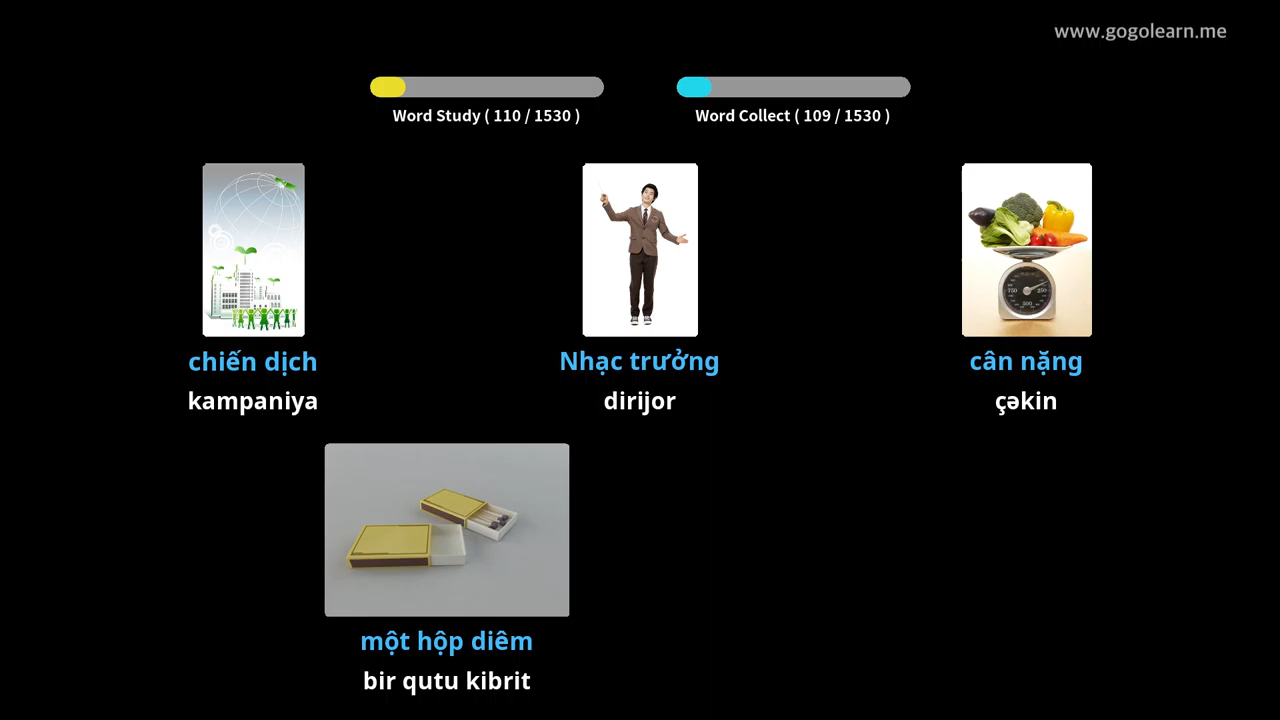 www.gogolearn.me
Word Study ( 110 / 1530 )
Word Collect ( 109 / 1530 )
chiến dịch
kampaniya
Nhạc trưởng
dirijor
cân nặng
çəkin
một hộp diêm
bir qutu kibrit